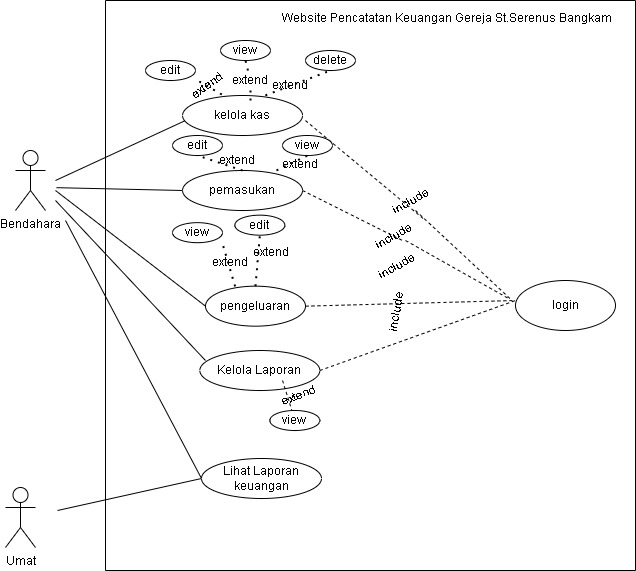 Website Pencatatan Keuangan Gereja St.Serenus Bangkam
view
edit
delete
extend
extend
extend
kelola kas
edit
view
extend
extend
pemasukan
Bendahara
include
view
edit
include
extend
extend
include
pengeluaran
login
include
Kelola Laporan
extend
view
Lihat Laporan
keuangan
Umat